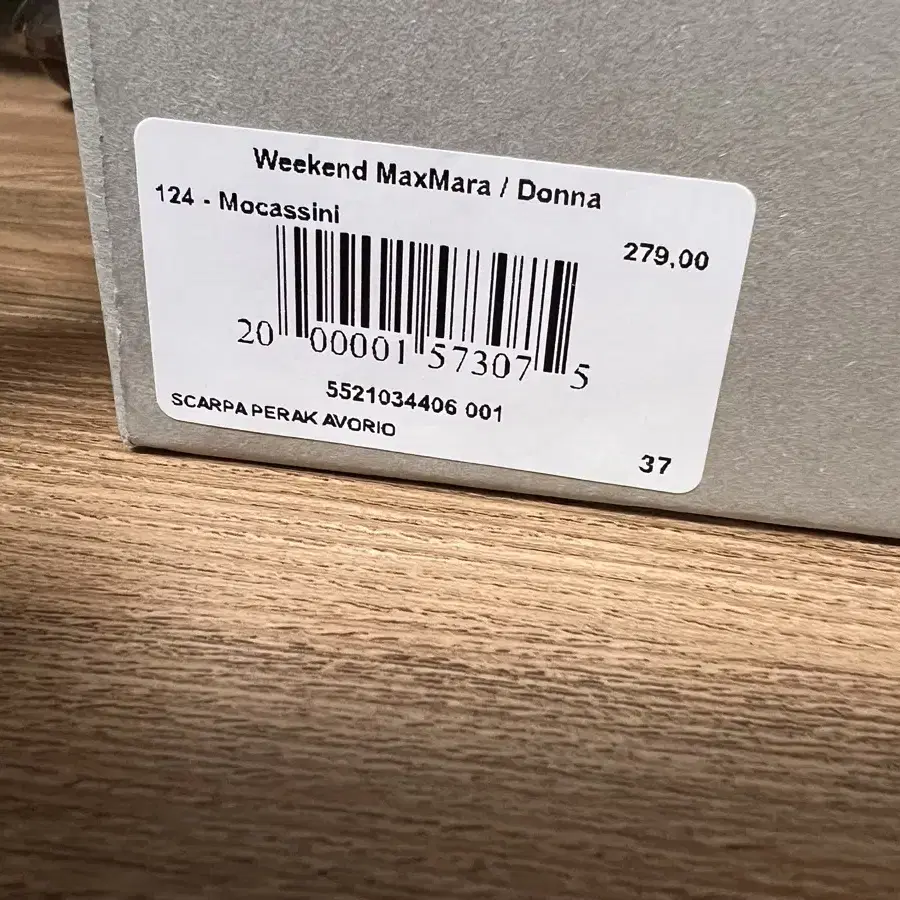 Weekend MaxMara / Donna
124 - Mocassini
279,00
20 00001 57307 5
5521034406 001
SCARPA PERAK AVORIO
37